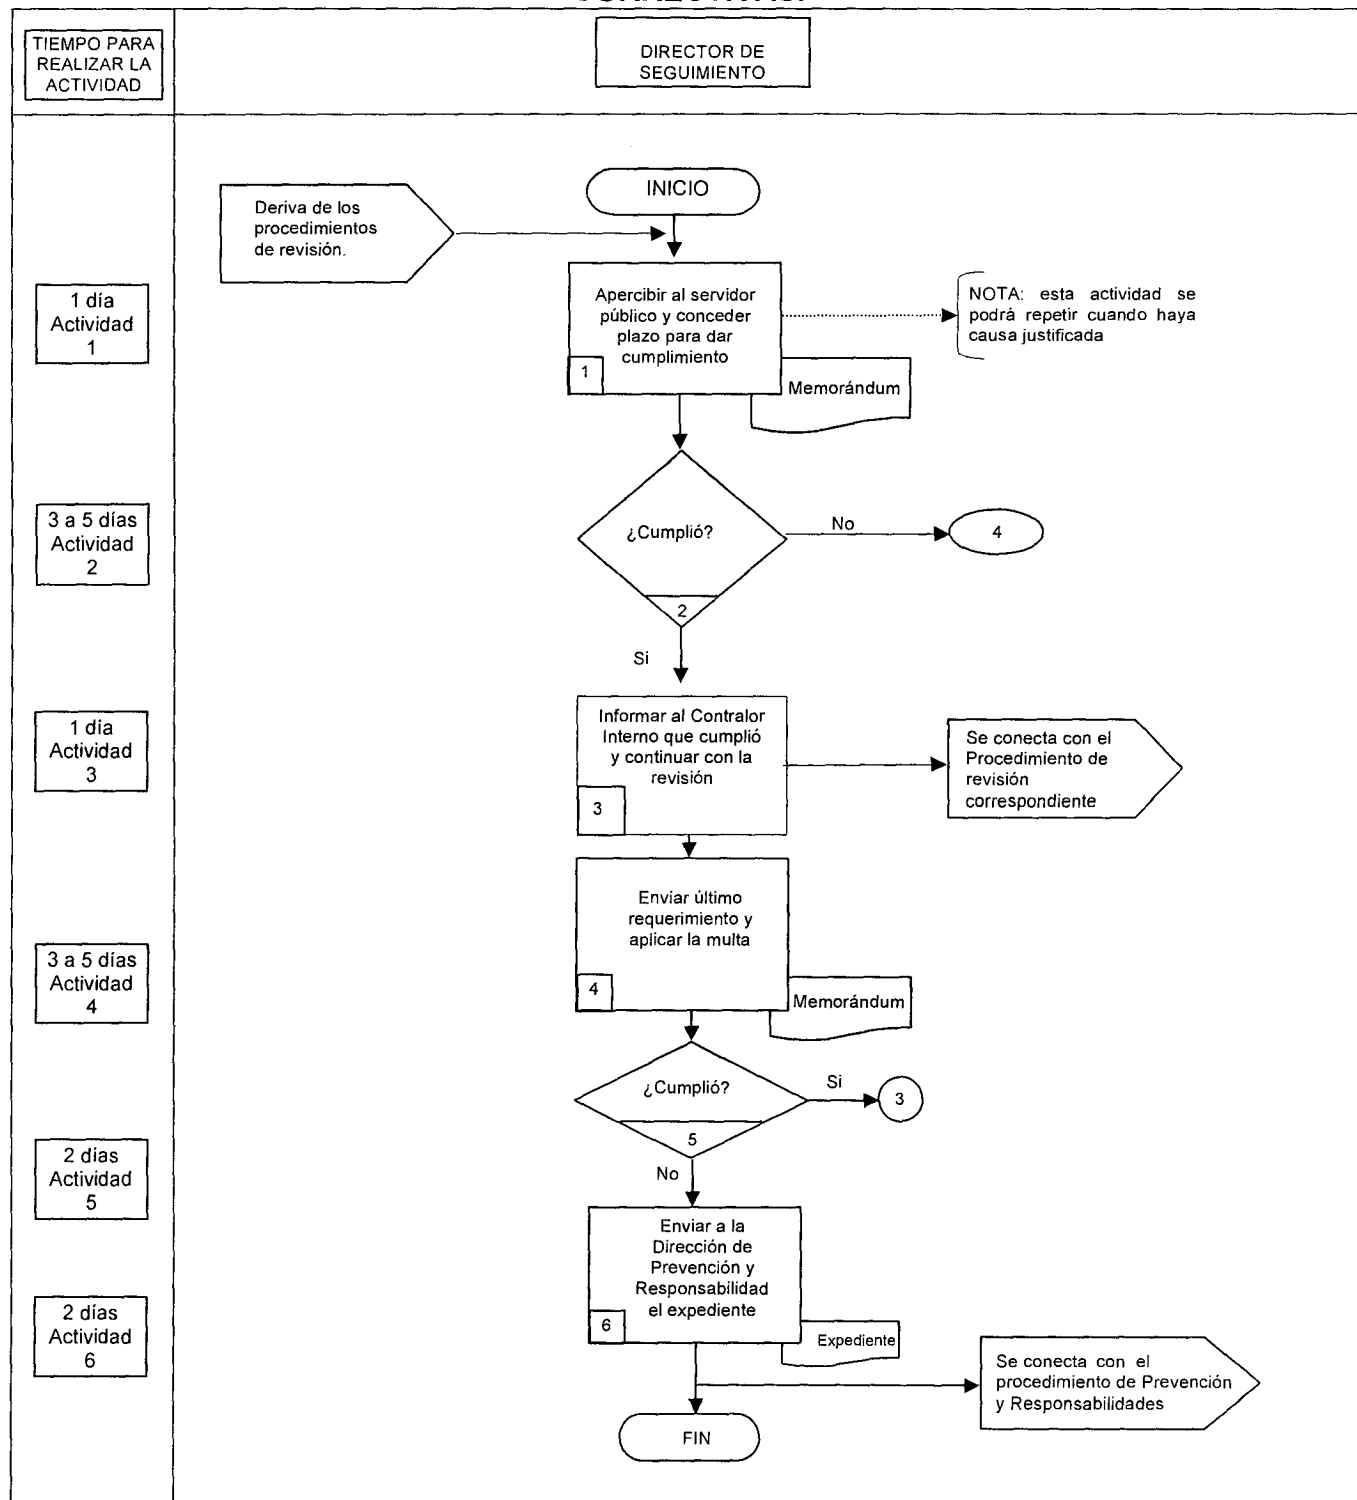 TIEMPO PARA
REALIZAR LA
ACTIVIDAD
DIRECTOR DE
SEGUIMIENTO
INICIO
Deriva de los
procedimientos
de revisión.
1 día
Actividad
1
Apercibir al servidor
público y conceder
plazo para dar
cumplimiento
1
Memorándum
NOTA: esta actividad se
podrá repetir cuando haya
causa justificada
3 a 5 días
Actividad
2
¿Cumplió?
2
No
4
Si
1 día
Actividad
3
Informar al Contralor
Interno que cumplió
y continuar con la
revisión
3
Se conecta con el
Procedimiento de
revisión
correspondiente
3 a 5 días
Actividad
4
Enviar último
requerimiento y
aplicar la multa
4
Memorándum
¿Cumplió?
5
Si
3
No
2 días
Actividad
5
Enviar a la
Dirección de
Prevención y
Responsabilidad
el expediente
6
Expediente
2 días
Actividad
6
Se conecta con el
procedimiento de Prevención
y Responsabilidades
FIN